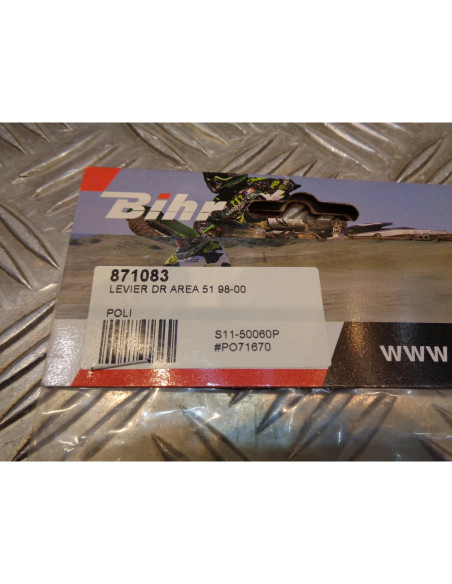 Bihr
871083
LEVIER DR AREA 51 98-00
POLI
S11-50060P
#PO71670
www